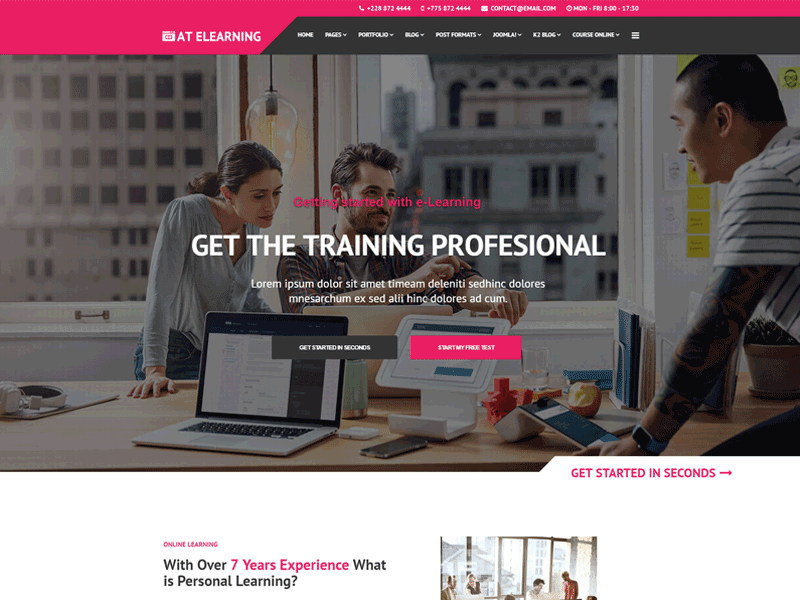 +228 872 4444 +775 872 4444 CONTACT@EMAIL.COM MON - FRI 8:00 - 17:30
AT ELEARNING
HOME PAGES PORTFOLIO BLOG POST FORMATS JOOMLA! K2 BLOG COURSE ONLINE
Getting started with e-Learning
GET THE TRAINING PROFESIONAL
Lorem ipsum dolor sit amet timeam deleniti sedhinc dolores
mnesarchum ex sed alii hinc dolores ad cum.
GET STARTED IN SECONDS START MY FREE TEST
GET STARTED IN SECONDS →
ONLINE LEARNING
With Over 7 Years Experience What
is Personal Learning?